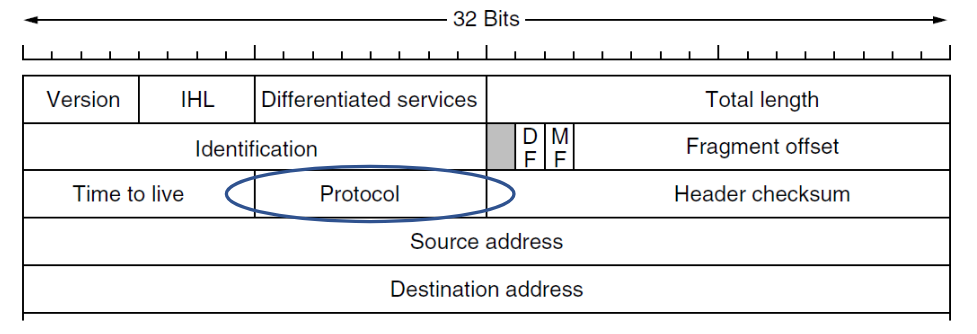 32 Bits
Version IHL Differentiated services Total length
Identification D F M F Fragment offset
Time to live Protocol Header checksum
Source address
Destination address